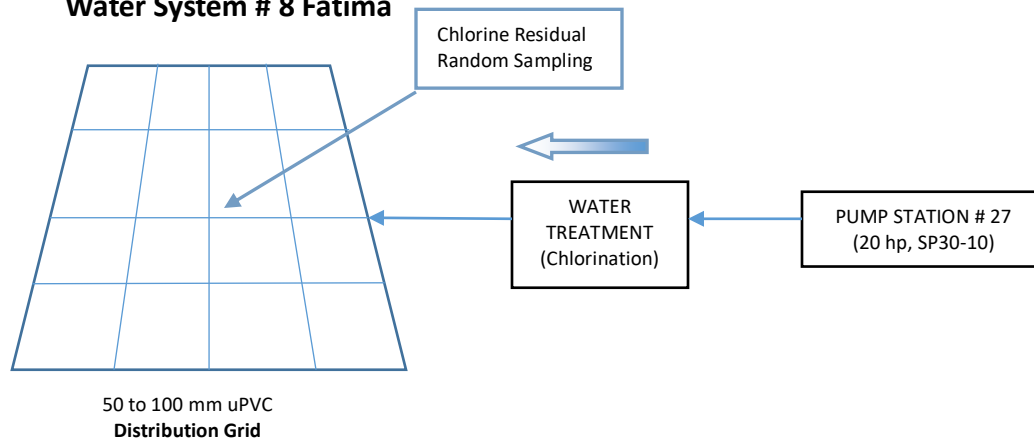 Water System # 8 Fatima
Chlorine Residual
Random Sampling
WATER
TREATMENT
(Chlorination)
PUMP STATION # 27
(20 hp, SP30-10)
50 to 100 mm uPVC
Distribution Grid